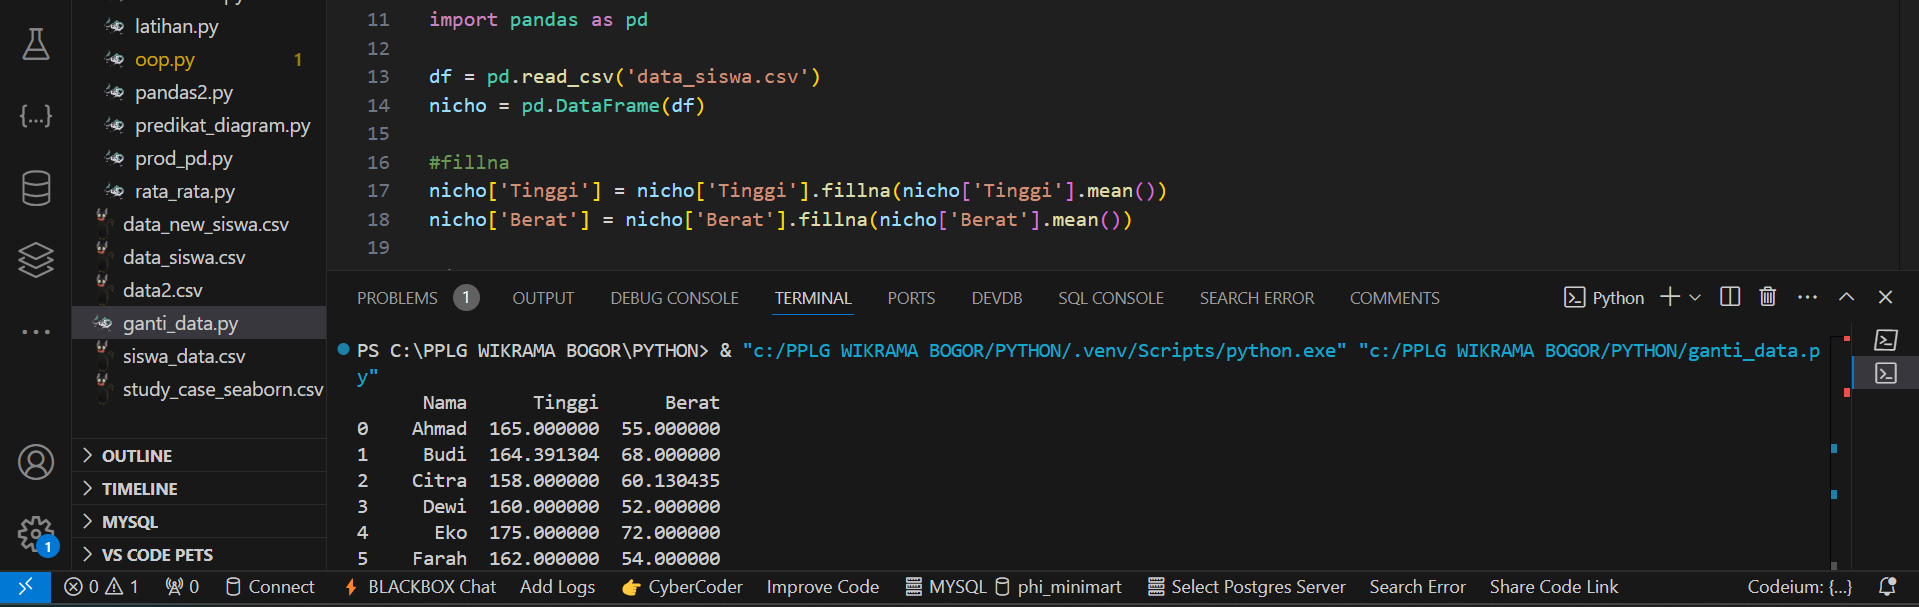 latihan.py
oop.py 1
pandas2.py
predikat_diagram.py
prod_pd.py
rata_rata.py
data_new_siswa.csv
data_siswa.csv
data2.csv
ganti_data.py
siswa_data.csv
study_case_seaborn.csv
OUTLINE
TIMELINE
MYSQL
VS CODE PETS
1
11 import pandas as pd
12
13 df = pd.read_csv('data_siswa.csv')
14 nicho = pd.DataFrame(df)
15
16 #fillna
17 nicho['Tinggi'] = nicho['Tinggi'].fillna(nicho['Tinggi'].mean())
18 nicho['Berat'] = nicho['Berat'].fillna(nicho['Berat'].mean())
19
PROBLEMS 1 OUTPUT DEBUG CONSOLE TERMINAL PORTS DEVDB SQL CONSOLE SEARCH ERROR COMMENTS Python
PS C:\PPLG WIKRAMA BOGOR\PYTHON> & "c:/PPLG WIKRAMA BOGOR/PYTHON/.venv/Scripts/python.exe" "c:/PPLG WIKRAMA BOGOR/PYTHON/ganti_data.p
y"
Nama Tinggi Berat
0 Ahmad 165.000000 55.000000
1 Budi 164.391304 68.000000
2 Citra 158.000000 60.130435
3 Dewi 160.000000 52.000000
4 Eko 175.000000 72.000000
5 Farah 162.000000 54.000000
0 1 0 Connect BLACKBOX Chat Add Logs CyberCoder Improve Code MYSQL phi_minimart Select Postgres Server Search Error Share Code Link Codeium: {...}